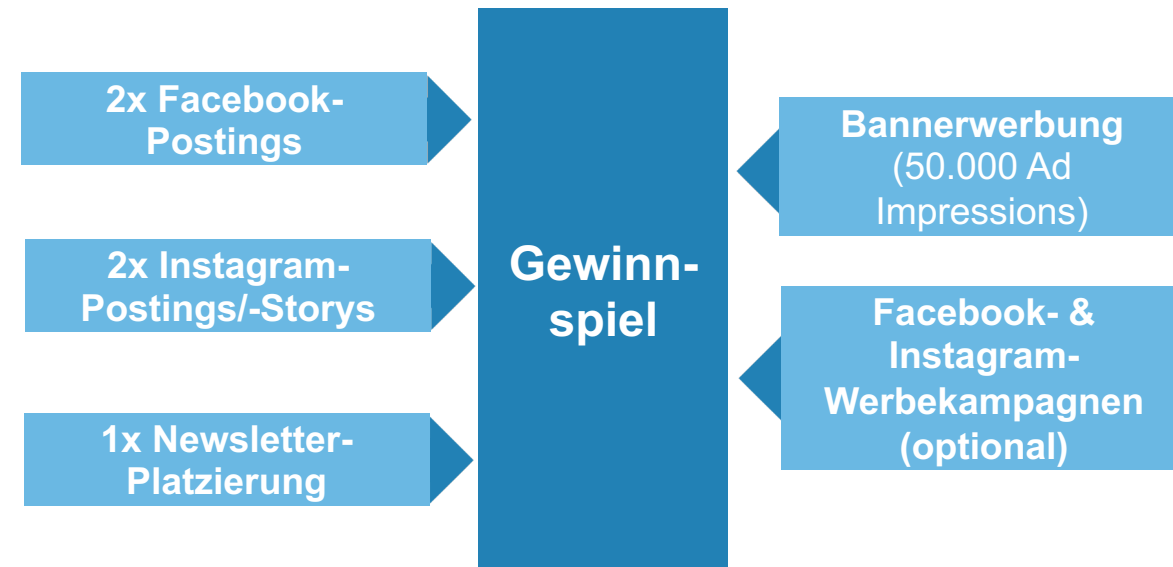 2x Facebook-
Postings
2x Instagram-
Postings/-Storys
1x Newsletter-
Platzierung
Gewinn-
spiel
Bannerwerbung
(50.000 Ad
Impressions)
Facebook- &
Instagram-
Werbekampagnen
(optional)